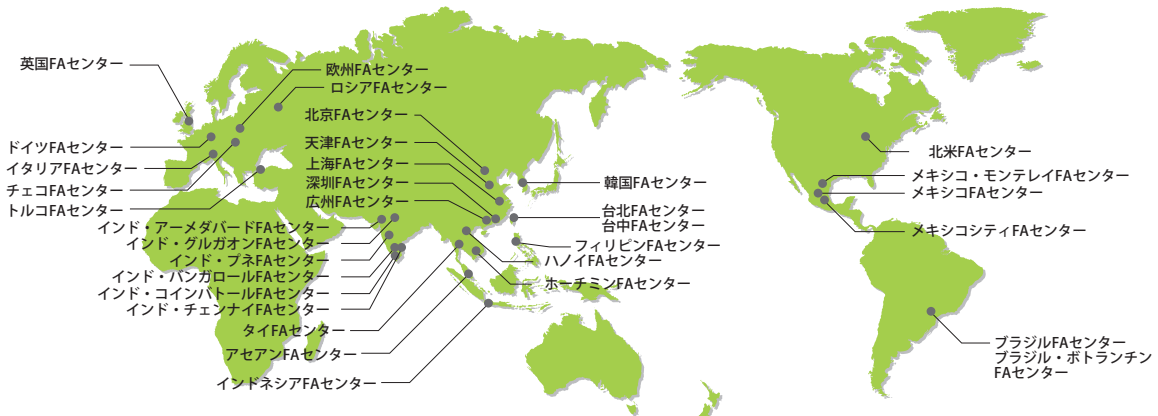 英国FAセンター
ドイツFAセンター
イタリアFAセンター
チェコFAセンター
トルコFAセンター
欧州FAセンター
ロシアFAセンター
北京FAセンター
天津FAセンター
上海FAセンター
深圳FAセンター
広州FAセンター
インド・アーメダバードFAセンター
インド・グルガオンFAセンター
インド・プネFAセンター
インド・バンガロールFAセンター
インド・コインバトールFAセンター
インド・チェンナイFAセンター
タイFAセンター
アセアンFAセンター
インドネシアFAセンター
韓国FAセンター
台北FAセンター
台中FAセンター
フィリピンFAセンター
ハノイFAセンター
ホーチミンFAセンター
北米FAセンター
メキシコ・モンテレイFAセンター
メキシコFAセンター
メキシコシティFAセンター
ブラジルFAセンター
ブラジル・ボトランチン
FAセンター